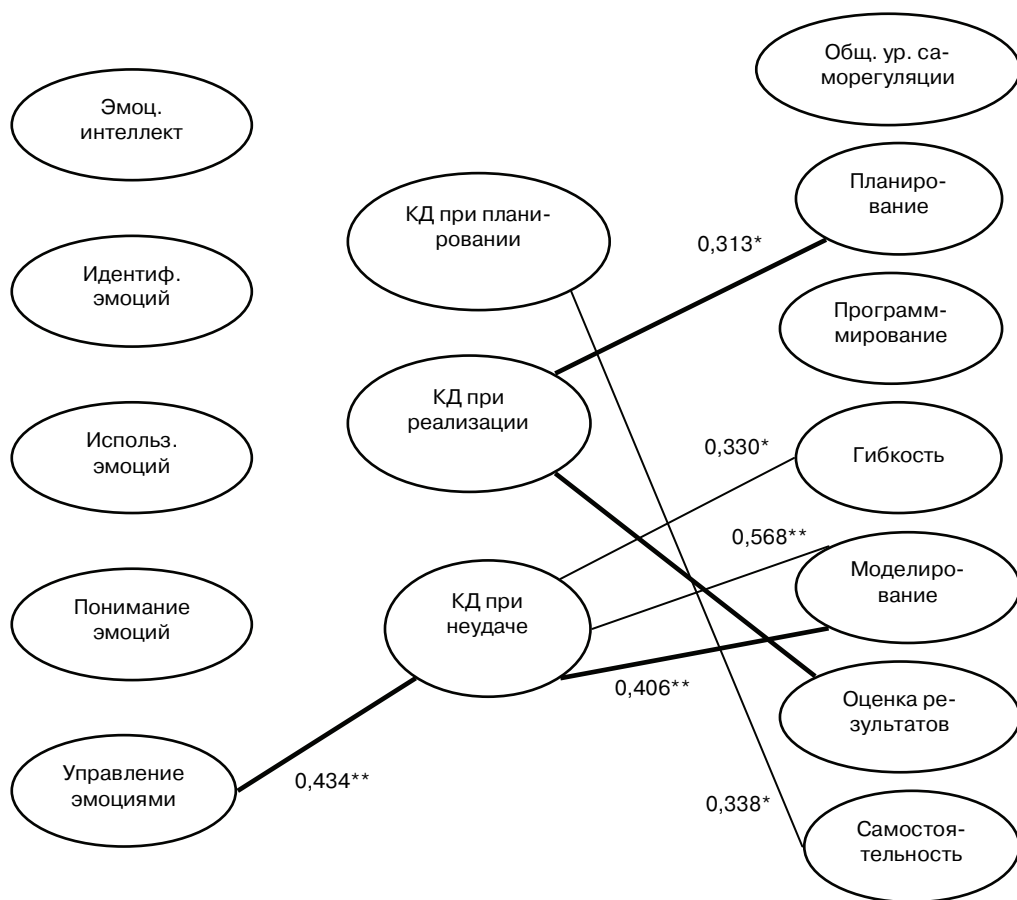 Эмоц.
интеллект
Идентиф.
эмоций
Использ.
эмоций
Понимание
эмоций
Управление
эмоциями
КД при плани-
ровании
КД при
реализации
КД при
неудаче
0,434**
0,313*
0,330*
0,568**
0,406**
0,338*
Общ. ур. са-
морегуляции
Планиро-
вание
Программ-
мирование
Гибкость
Моделиро-
вание
Оценка ре-
зультатов
Самостоя-
тельность